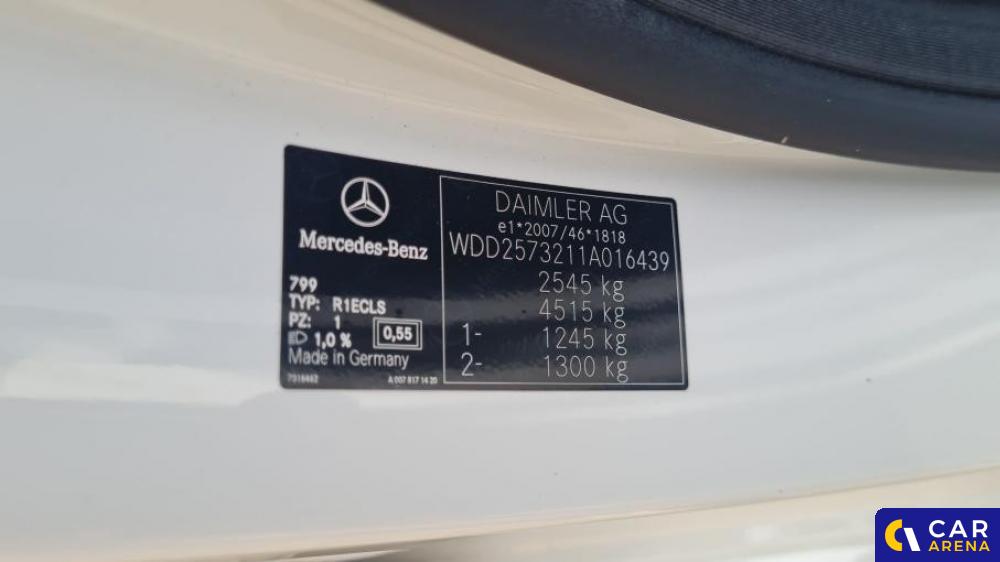 Mercedes-Benz
799
TYP: R1ECLS
PZ: 1
1,0 %
0,55
Made in Germany
7318462
A 007 817 14 20
DAIMLER AG
e1*2007/46*1818
WDD2573211A016439
2545 kg
4515 kg
1- 1245 kg
2- 1300 kg
CAR
ARENA